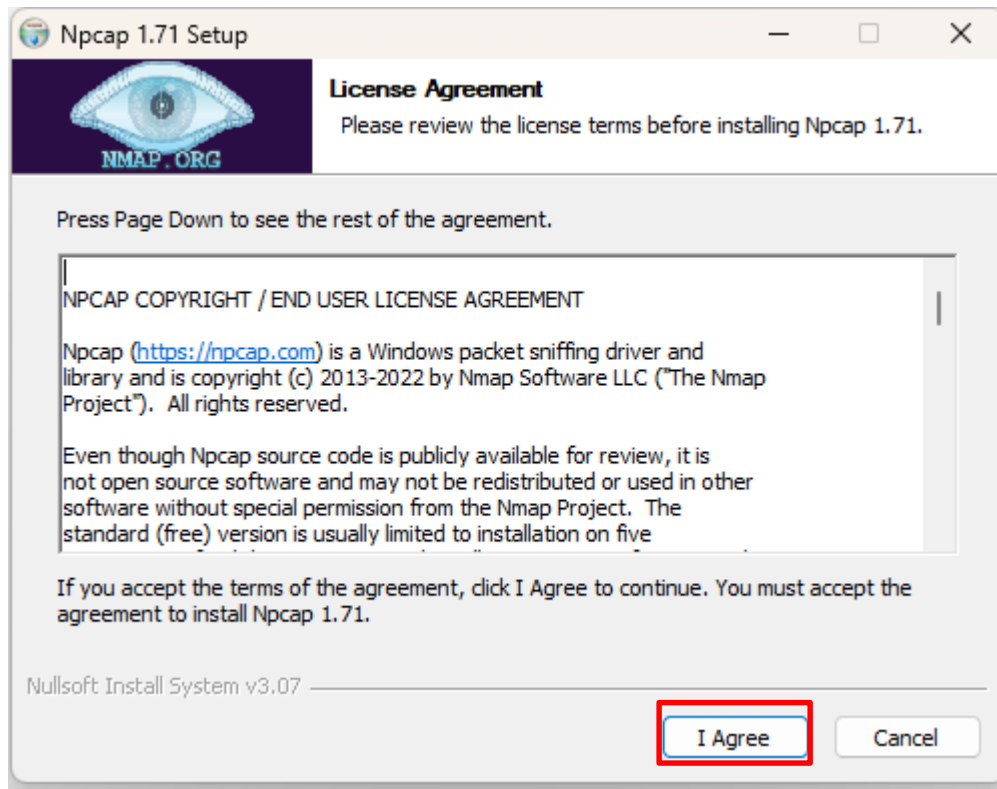 Npcap 1.71 Setup
NMAP.ORG
License Agreement
Please review the license terms before installing Npcap 1.71.
Press Page Down to see the rest of the agreement.
NPCAP COPYRIGHT / END USER LICENSE AGREEMENT
Npcap (https://npcap.com) is a Windows packet sniffing driver and
library and is copyright (c) 2013-2022 by Nmap Software LLC ("The Nmap
Project").  All rights reserved.
Even though Npcap source code is publicly available for review, it is
not open source software and may not be redistributed or used in other
software without special permission from the Nmap Project.  The
standard (free) version is usually limited to installation on five
If you accept the terms of the agreement, click I Agree to continue. You must accept the
agreement to install Npcap 1.71.
Nullsoft Install System v3.07
I Agree
Cancel